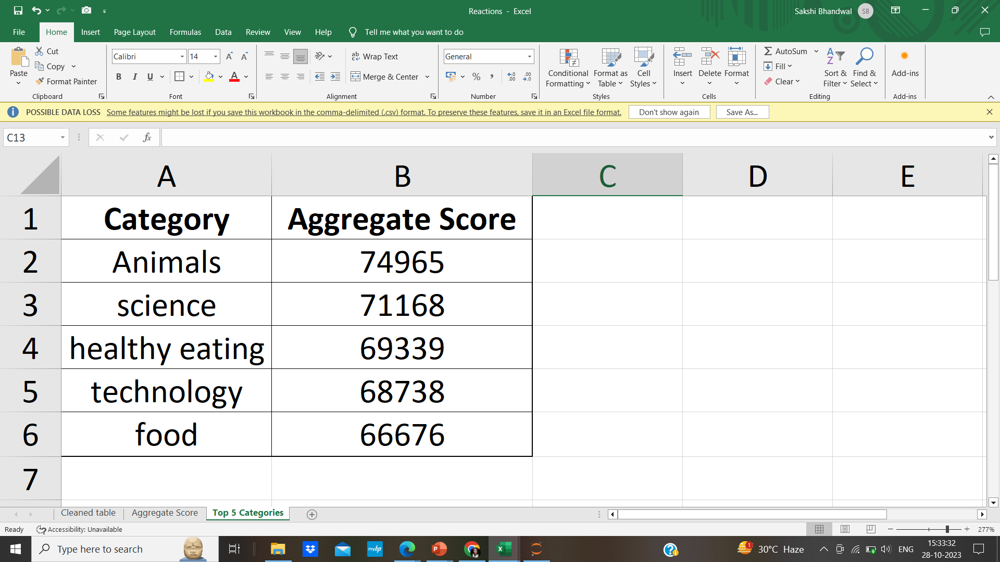 Reactions - Excel
Sakshi Bhandwal SB
File Home Insert Page Layout Formulas Data Review View Help Tell me what you want to do
Paste
Cut
Copy
Format Painter
Clipboard
Calibri 14
B I U
Font
ab Wrap Text
Merge & Center
Alignment
General
% ,
Number
Conditional Formatting
Format as Table
Cell Styles
Styles
Insert
Delete
Format
Cells
AutoSum
Fill
Clear
Sort & Filter
Find & Select
Editing
Add-ins
Add-ins
POSSIBLE DATA LOSS Some features might be lost if you save this workbook in the comma-delimited (.csv) format. To preserve these features, save it in an Excel file format. Don't show again Save As...
C13 fx
A B C D E
1 Category Aggregate Score
2 Animals 74965
3 science 71168
4 healthy eating 69339
5 technology 68738
6 food 66676
7
Cleaned table Aggregate Score Top 5 Categories
Ready Accessibility: Unavailable 277%
Type here to search
myhp
30°C Haze ENG
15:33:32
28-10-2023